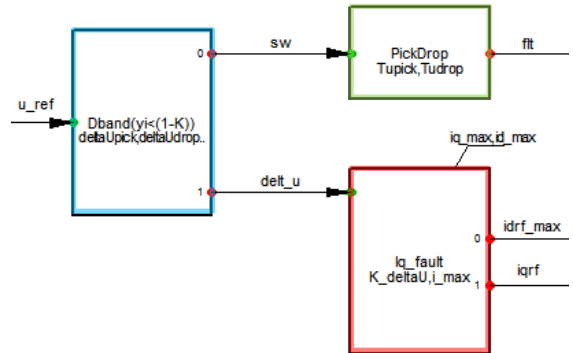 sw
flt
0
PickDrop
Tupick,Tudrop
u_ref
Dband(yi<(1-K))
deltaUpick,deltaUdrop..
iq_max,id_max
1
delt_u
idrf_max
0
Iq_fault
K_deltaU,i_max
iqrf
1